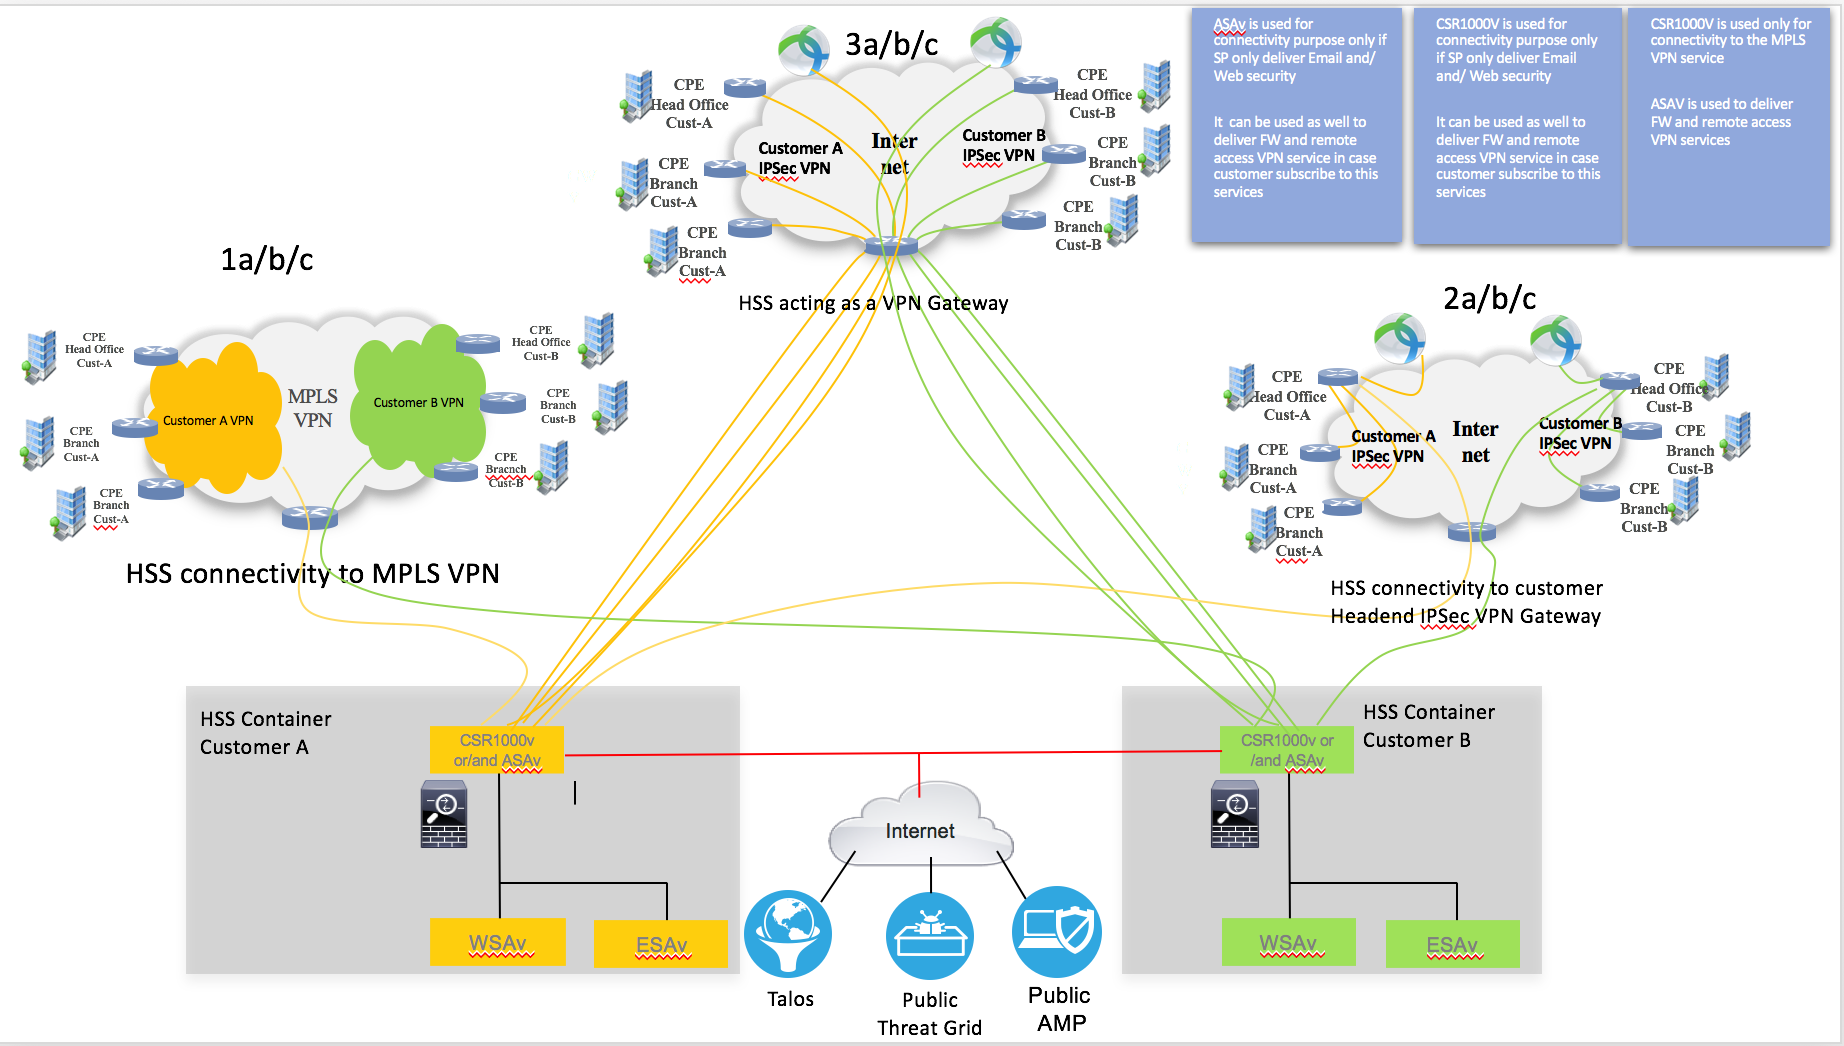 3a/b/c
CPE
Head Office
Cust-A
CPE
Branch
Cust-A
CPE
Branch
Cust-A
Customer A
IPSec VPN
Inter
net
Customer B
IPSec VPN
CPE
Head Office
Cust-B
CPE
Branch
Cust-B
CPE
Branch
Cust-B
HSS acting as a VPN Gateway
ASAv is used for
connectivity purpose only if
SP only deliver Email and/
Web security
It can be used as well to
deliver FW and remote
access VPN service in case
customer subscribe to this
services
CSR1000V is used for
connectivity purpose only
if SP only deliver Email
and/ Web security
It can be used as well to
deliver FW and remote
access VPN service in case
customer subscribe to this
services
CSR1000V is used only for
connectivity to the MPLS
VPN service
ASAV is used to deliver
FW and remote access
VPN services
1a/b/c
CPE
Head Office
Cust-A
CPE
Branch
Cust-A
CPE
Branch
Cust-A
Customer A VPN
MPLS
VPN
Customer B VPN
CPE
Head Office
Cust-B
CPE
Branch
Cust-B
CPE
Bracnch
Cust-B
HSS connectivity to MPLS VPN
2a/b/c
CPE
Head Office
Cust-A
CPE
Branch
Cust-A
CPE
Branch
Cust-A
Customer A
IPSec VPN
Inter
net
Customer B
IPSec VPN
CPE
Head Office
Cust-B
CPE
Branch
Cust-B
CPE
Branch
Cust-B
HSS connectivity to customer
Headend IPSec VPN Gateway
HSS Container
Customer A
CSR1000v
or/and ASAv
WSAv
ESAv
Internet
Talos
Public
Threat Grid
Public
AMP
HSS Container
Customer B
CSR1000v or
/and ASAv
WSAv
ESAv